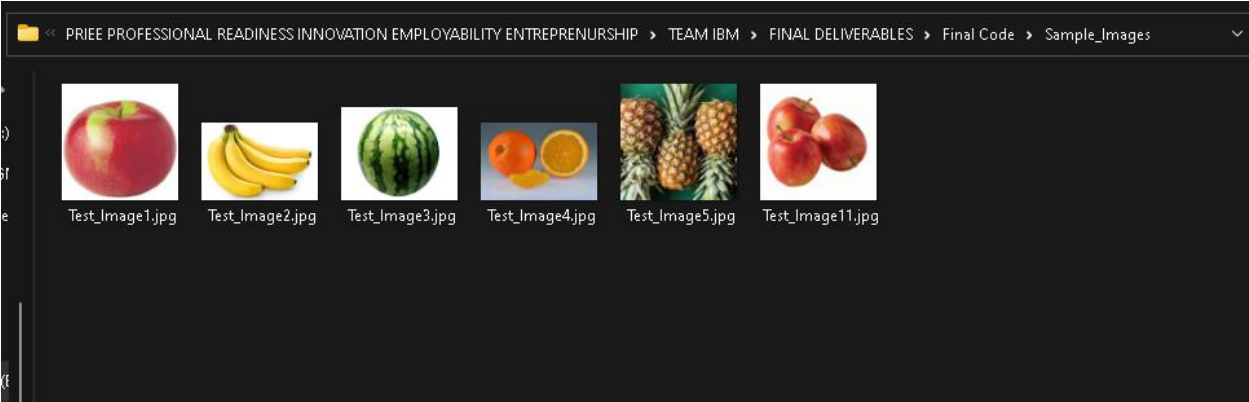 « PRIEE PROFESSIONAL READINESS INNOVATION EMPLOYABILITY ENTREPRENURSHIP › TEAM IBM › FINAL DELIVERABLES › Final Code › Sample_Images
Test_Image1.jpg Test_Image2.jpg Test_Image3.jpg Test_Image4.jpg Test_Image5.jpg Test_Image11.jpg